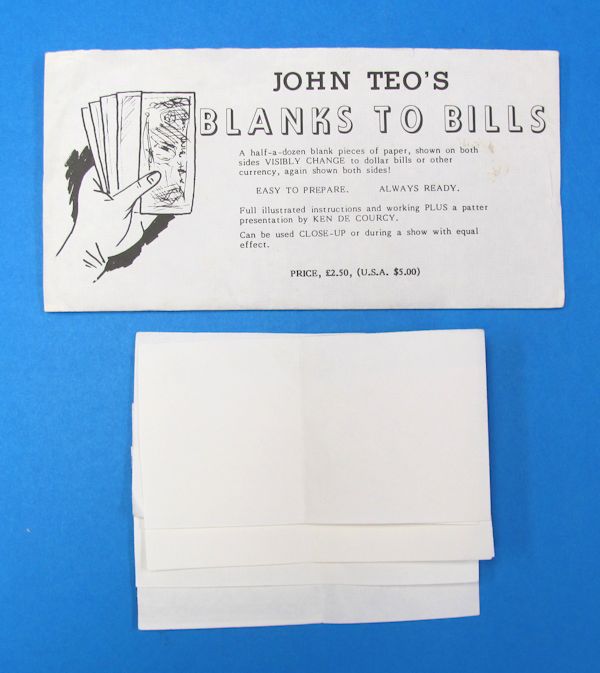 JOHN TEO'S
BLANKS TO BILLS
A half-a-dozen blank pieces of paper, shown on both
sides VISIBLY CHANGE to dollar bills or other
currency, again shown both sides!
EASY TO PREPARE. ALWAYS READY.
Full illustrated instructions and working PLUS a patter
presentation by KEN DE COURCY.
Can be used CLOSE-UP or during a show with equal
effect.
PRICE, £2.50, (U.S.A. $5.00)